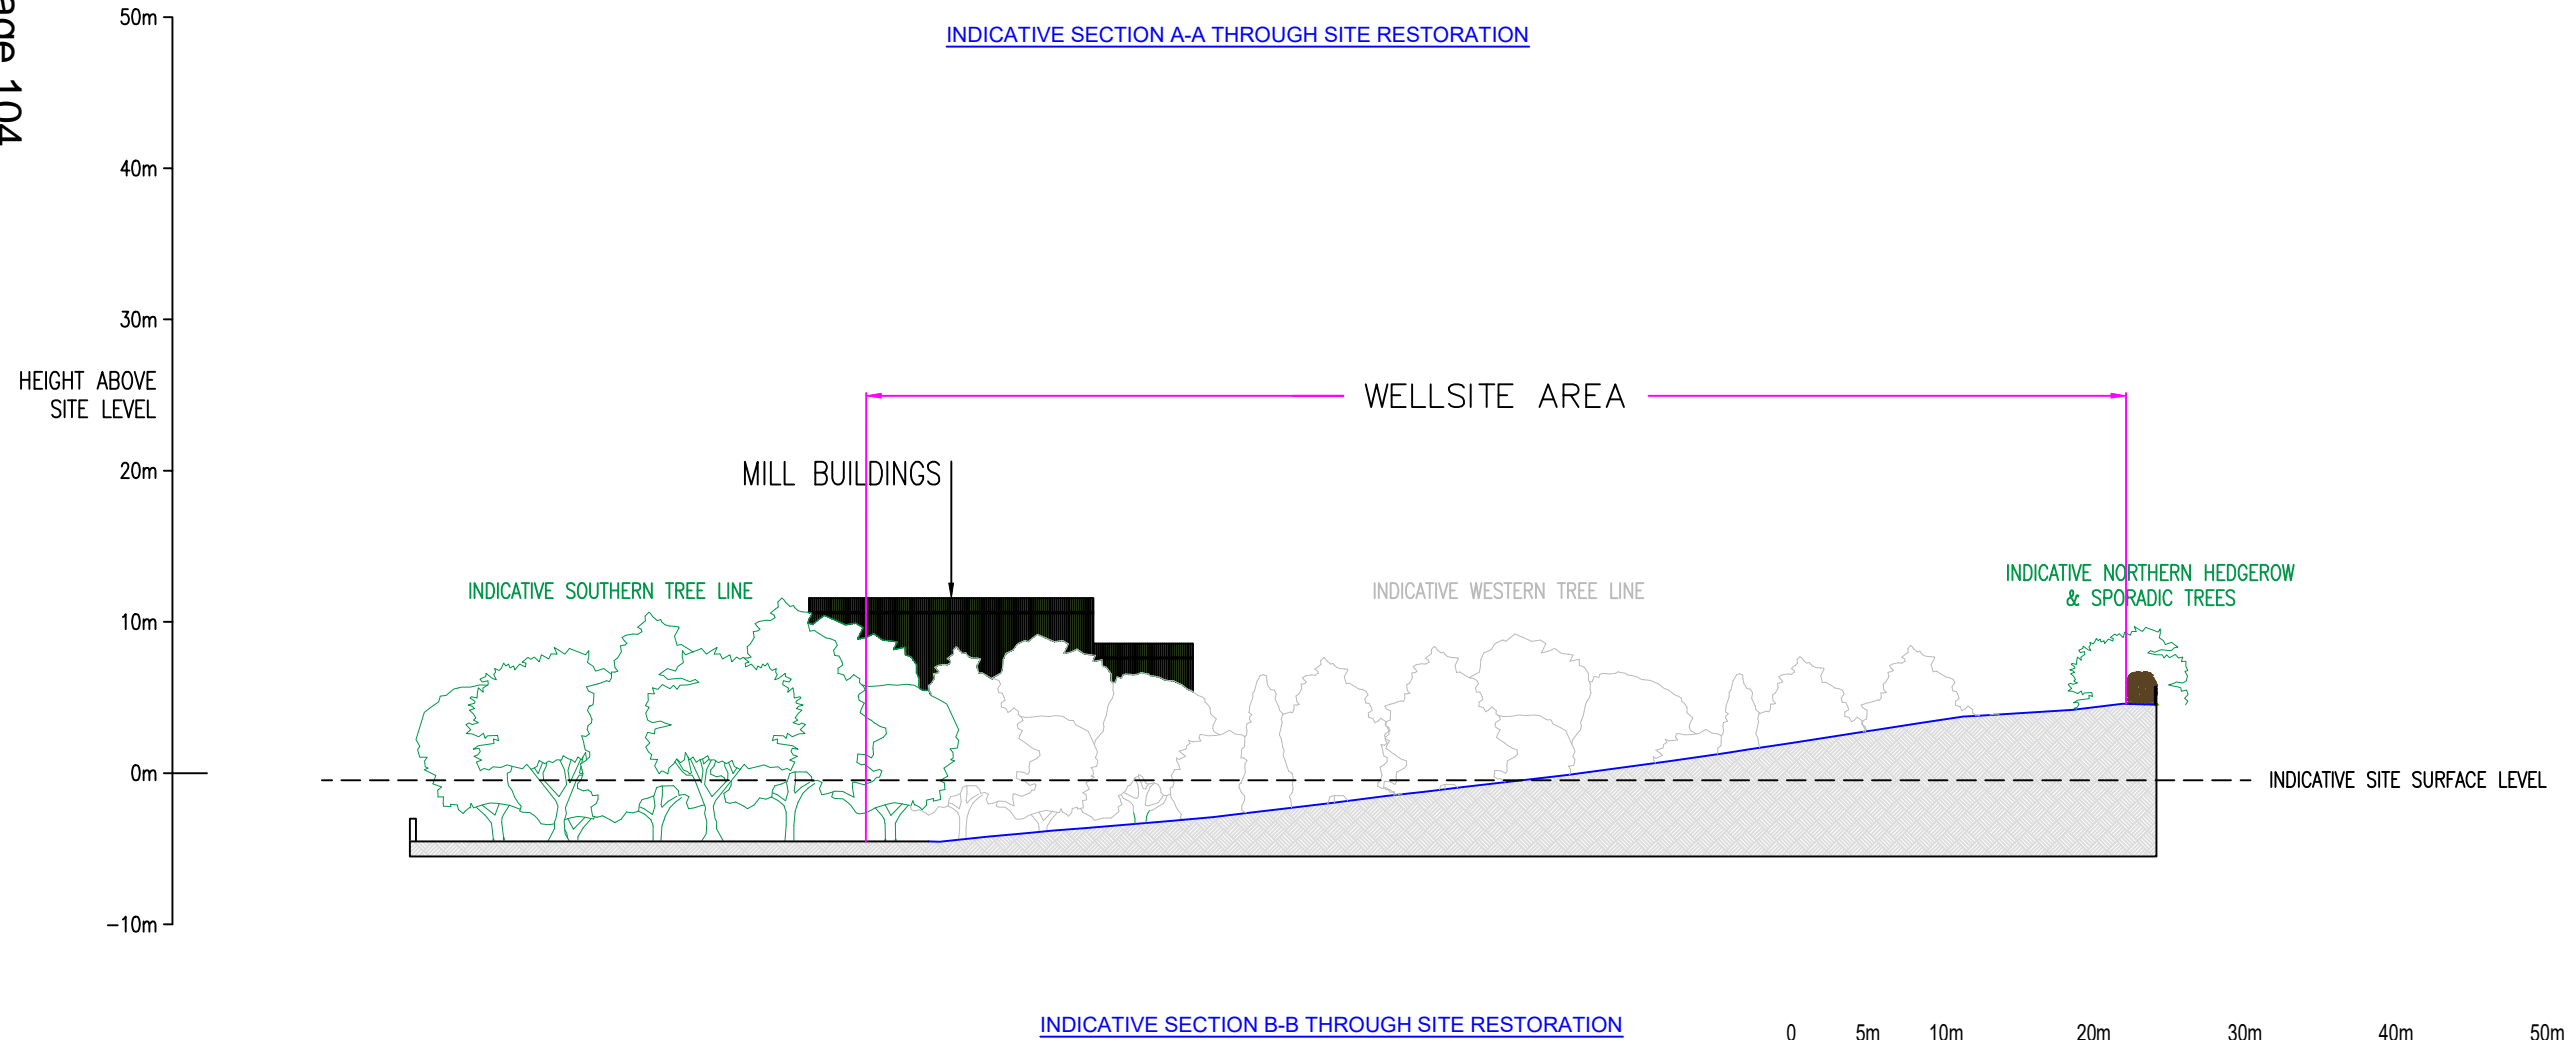 age 104
50m
INDICATIVE SECTION A-A THROUGH SITE RESTORATION
40m
30m
HEIGHT ABOVE
SITE LEVEL
WELLSITE AREA
20m
MILL BUILDINGS
INDICATIVE SOUTHERN TREE LINE
INDICATIVE WESTERN TREE LINE
INDICATIVE NORTHERN HEDGEROW
& SPORADIC TREES
10m
0m
INDICATIVE SITE SURFACE LEVEL
-10m
INDICATIVE SECTION B-B THROUGH SITE RESTORATION
0 5m 10m 20m 30m 40m 50m